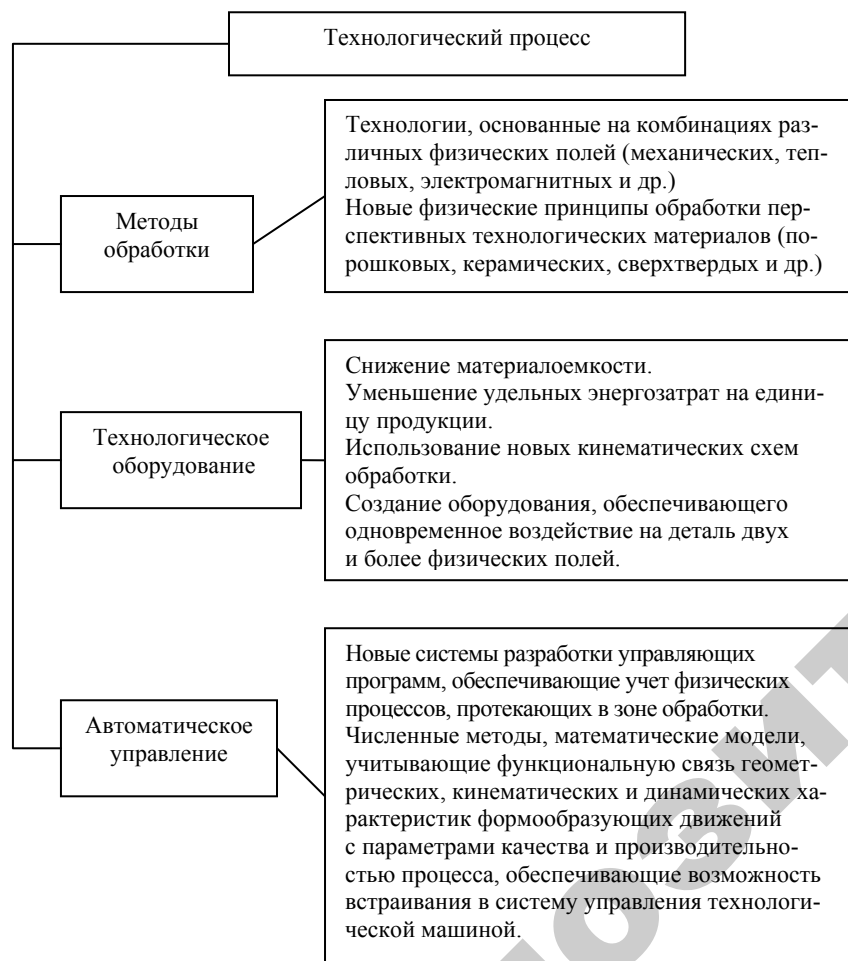 Технологический процесс
Технологии, основанные на комбинациях раз-
личных физических полей (механических, теп-
ловых, электромагнитных и др.)
Новые физические принципы обработки пер-
спективных технологических материалов (по-
рошковых, керамических, сверхтвердых и др.)
Методы
обработки
Снижение материалоемкости.
Уменьшение удельных энергозатрат на едини-
цу продукции.
Использование новых кинематических схем
обработки.
Создание оборудования, обеспечивающего
одновременное воздействие на деталь двух
и более физических полей.
Технологическое
оборудование
Новые системы разработки управляющих
программ, обеспечивающие учет физических
процессов, протекающих в зоне обработки.
Численные методы, математические модели,
учитывающие функциональную связь геомет-
рических, кинематических и динамических ха-
рактеристик формообразующих движений
с параметрами качества и производительно-
стью процесса, обеспечивающие возможность
встраивания в систему управления технологи-
ческой машиной.
Автоматическое
управление